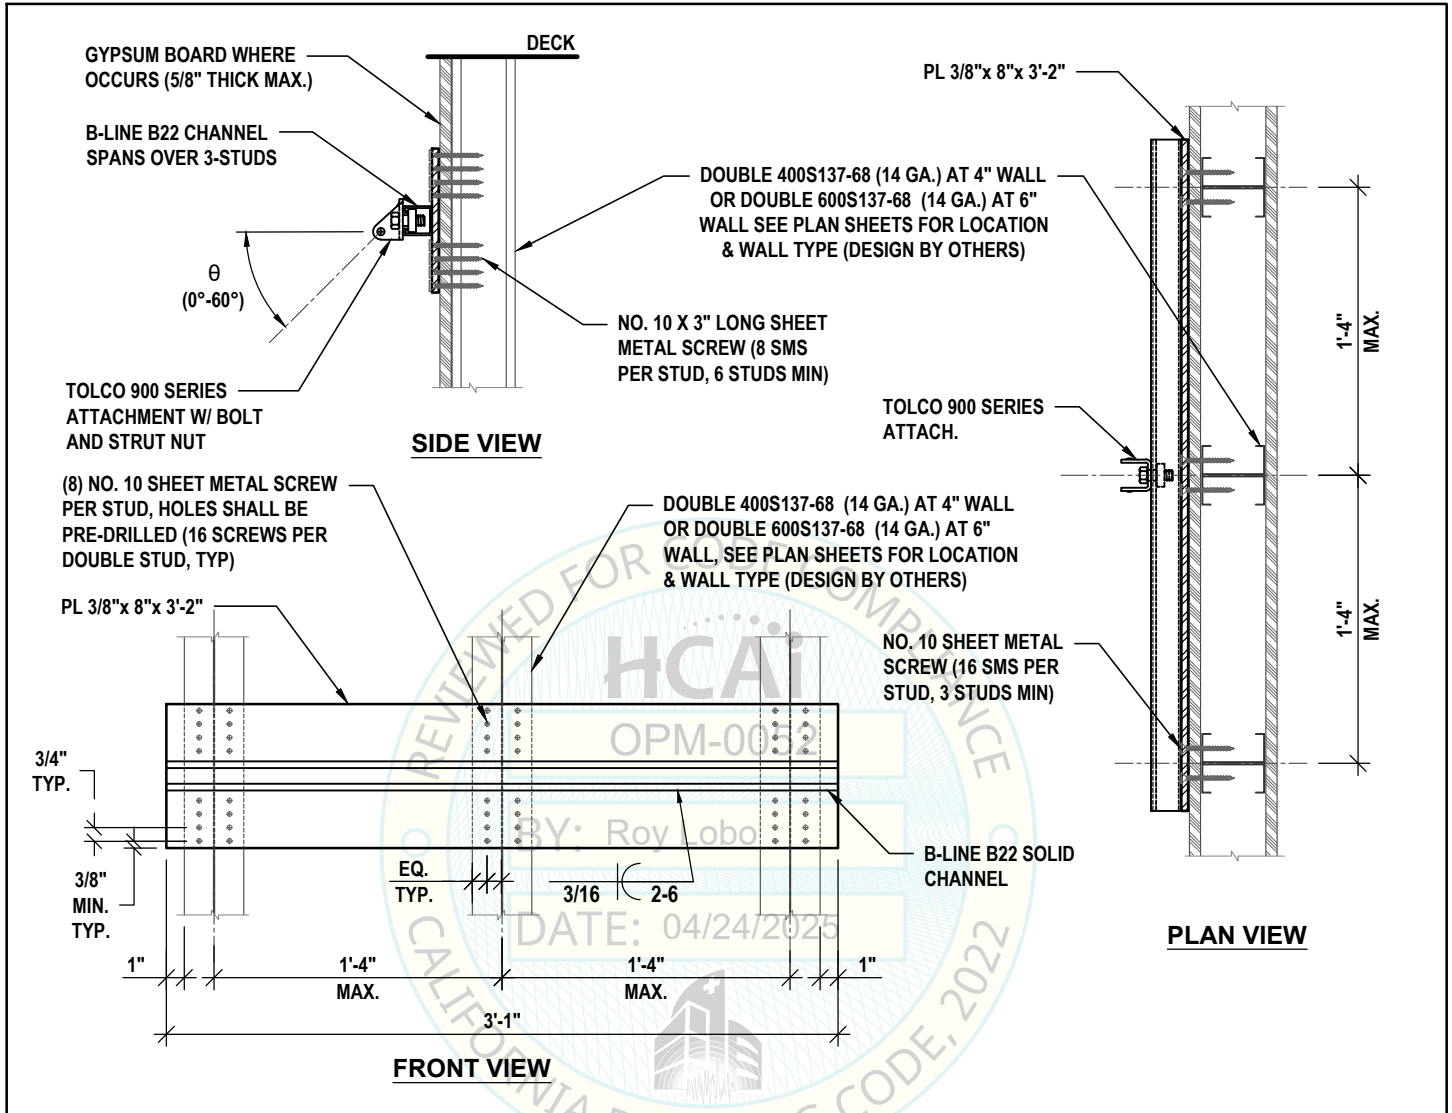 GYPSUM BOARD WHERE
OCCURS (5/8" THICK MAX.)
DECK
B-LINE B22 CHANNEL
SPANS OVER 3-STUDS
θ
(0°-60°)
DOUBLE 400S137-68 (14 GA.) AT 4" WALL
OR DOUBLE 600S137-68 (14 GA.) AT 6"
WALL SEE PLAN SHEETS FOR LOCATION
& WALL TYPE (DESIGN BY OTHERS)
NO. 10 X 3" LONG SHEET
METAL SCREW (8 SMS
PER STUD, 6 STUDS MIN)
TOLCO 900 SERIES
ATTACHMENT W/ BOLT
AND STRUT NUT
SIDE VIEW
PL 3/8"x 8"x 3'-2"
1'-4"
MAX.
TOLCO 900 SERIES
ATTACH.
1'-4"
MAX.
NO. 10 SHEET METAL
SCREW (16 SMS PER
STUD, 3 STUDS MIN)
PLAN VIEW
(8) NO. 10 SHEET METAL SCREW
PER STUD, HOLES SHALL BE
PRE-DRILLED (16 SCREWS PER
DOUBLE STUD, TYP)
DOUBLE 400S137-68 (14 GA.) AT 4" WALL
OR DOUBLE 600S137-68 (14 GA.) AT 6"
WALL, SEE PLAN SHEETS FOR LOCATION
& WALL TYPE (DESIGN BY OTHERS)
PL 3/8"x 8"x 3'-2"
3/4"
TYP.
3/8"
MIN.
TYP.
EQ.
TYP.
3/16
2-6
B-LINE B22 SOLID
CHANNEL
1"
1'-4"
MAX.
1'-4"
MAX.
1"
3'-1"
FRONT VIEW
REVIEWED FOR CODE COMPLIANCE
HCAi
OPM-0052
BY: Roy Lobo
DATE: 04/24/2025
CALIFORNIA
CODE, 2022